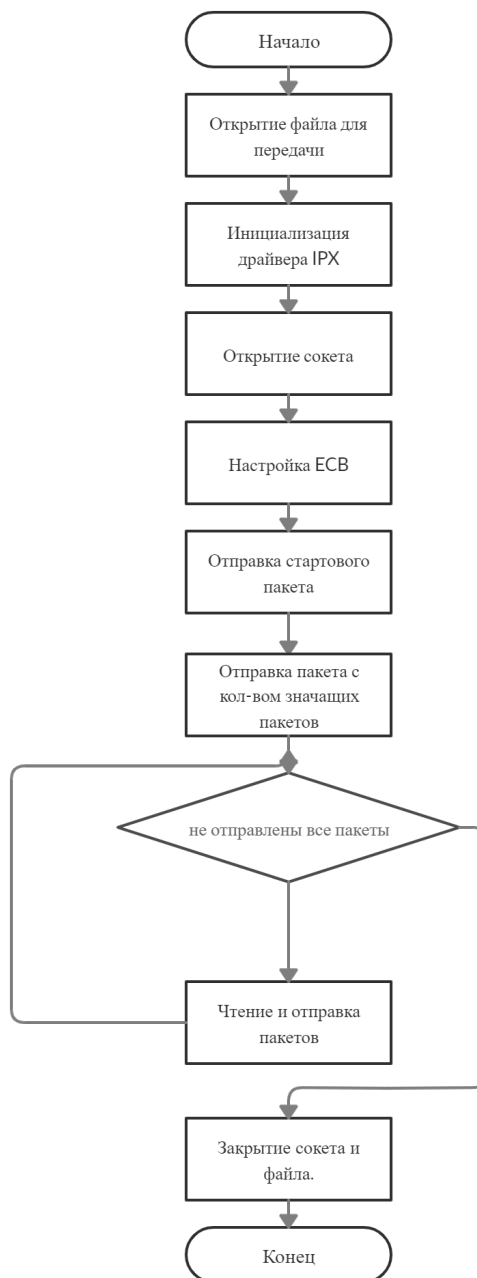 Начало
Открытие файла для
передачи
Инициализация
драйвера IPX
Открытие сокета
Настройка ECB
Отправка стартового
пакета
Отправка пакета с
кол-вом значащих
пакетов
не отправлены все пакеты
Чтение и отправка
пакетов
Закрытие сокета и
файла.
Конец